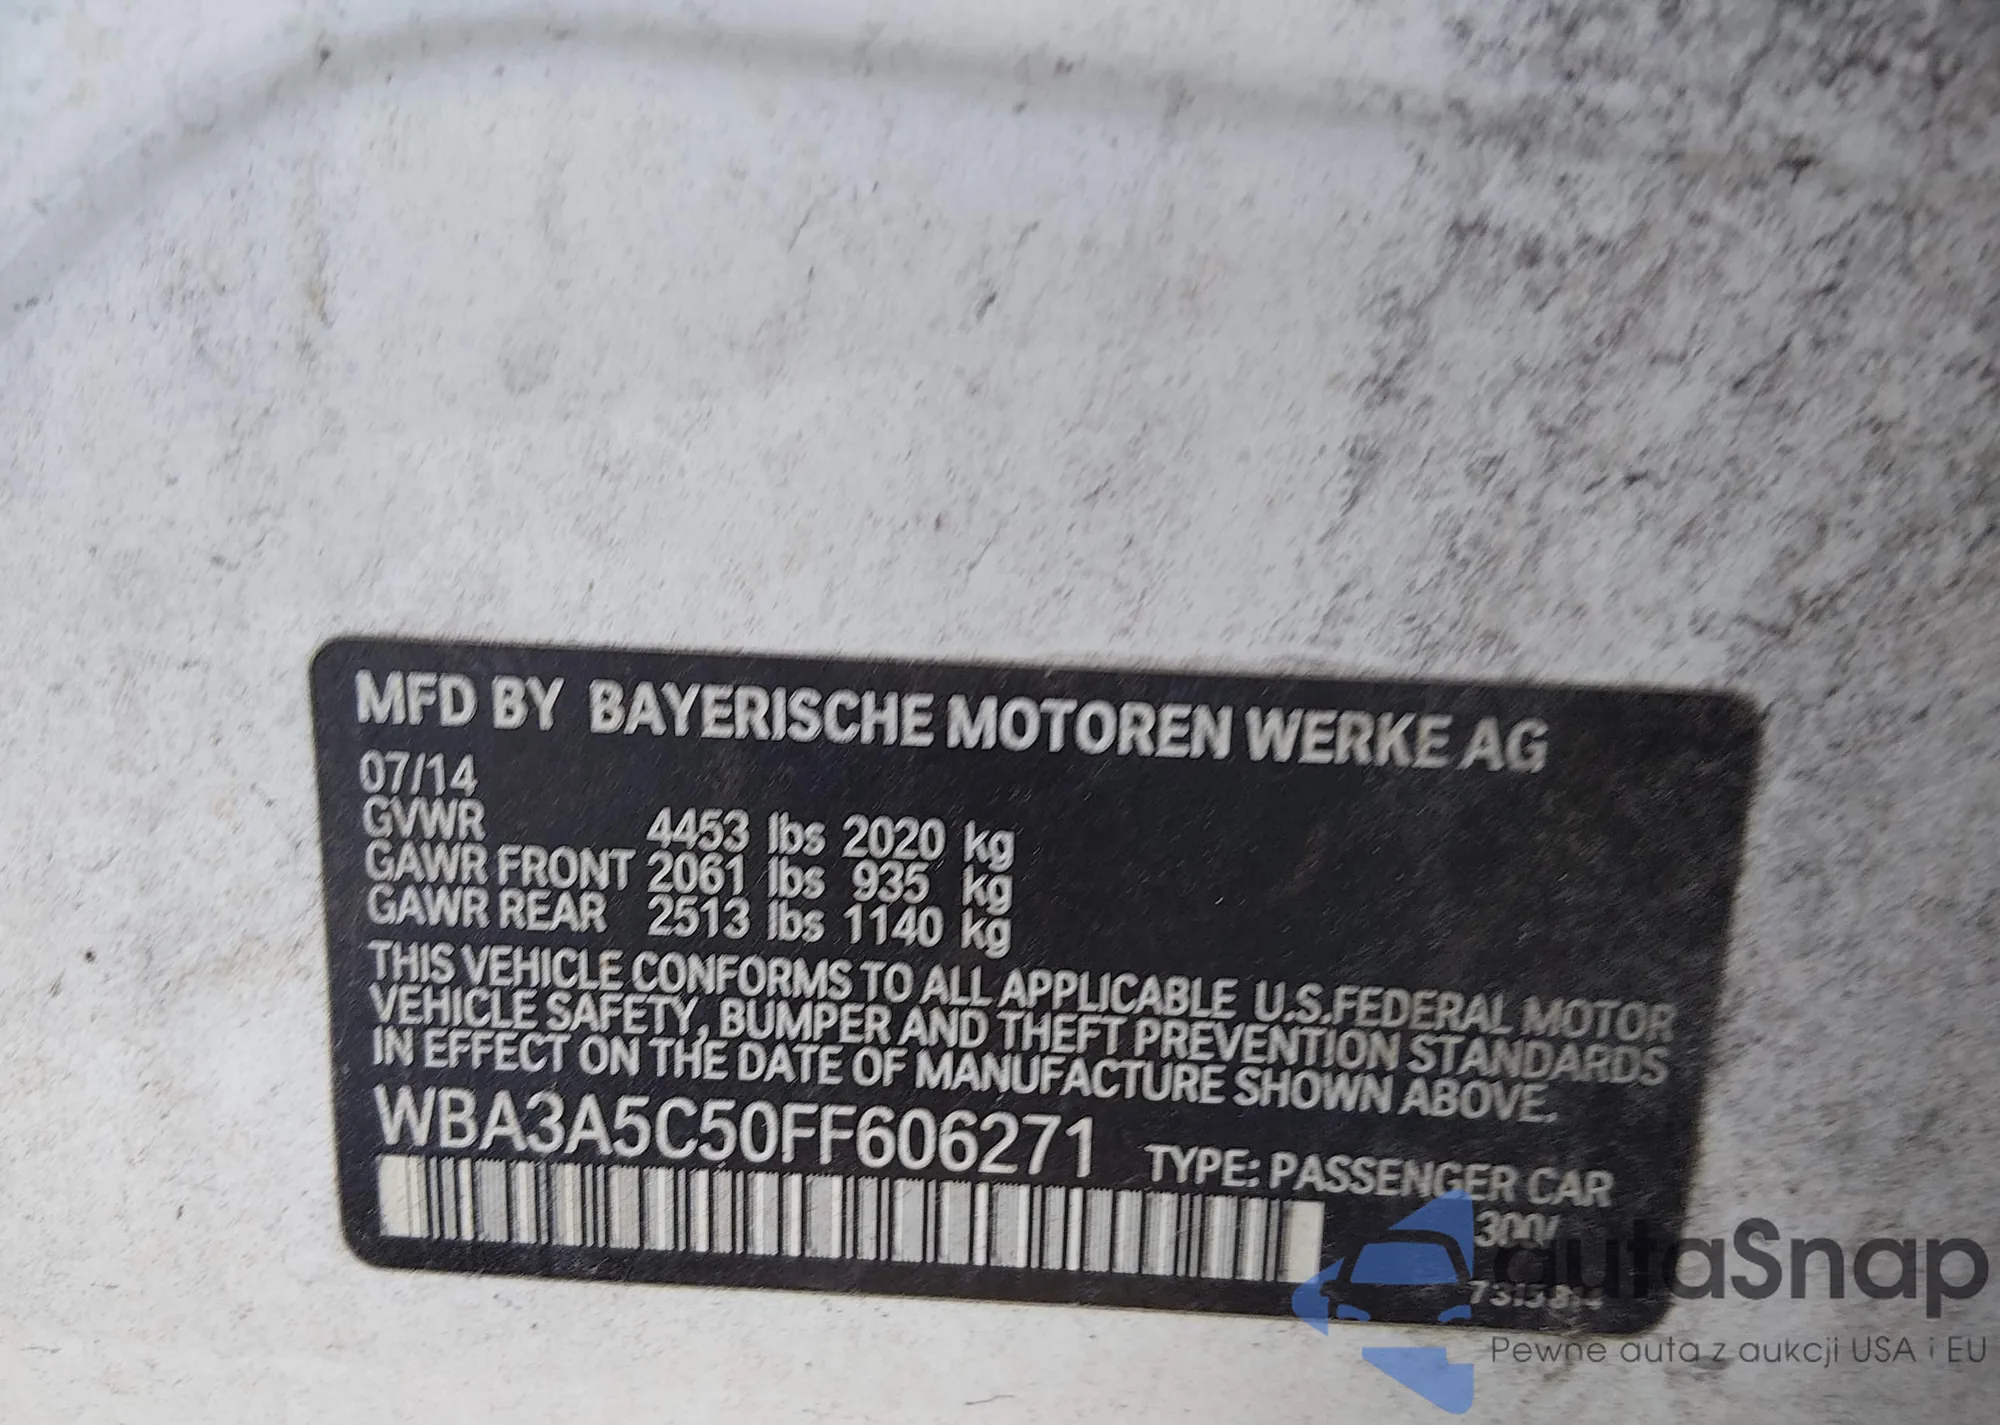 MFD BY BAYERISCHE MOTOREN WERKE AG
07/14
GVWR 4453 lbs 2020 kg
GAWR FRONT 2061 lbs 935 kg
GAWR REAR 2513 lbs 1140 kg
THIS VEHICLE CONFORMS TO ALL APPLICABLE U.S.FEDERAL MOTOR
VEHICLE SAFETY, BUMPER AND THEFT PREVENTION STANDARDS
IN EFFECT ON THE DATE OF MANUFACTURE SHOWN ABOVE.
WBA3A5C50FF606271 TYPE: PASSENGER CAR
autaSnap
Pewne auta z aukcji USA i EU